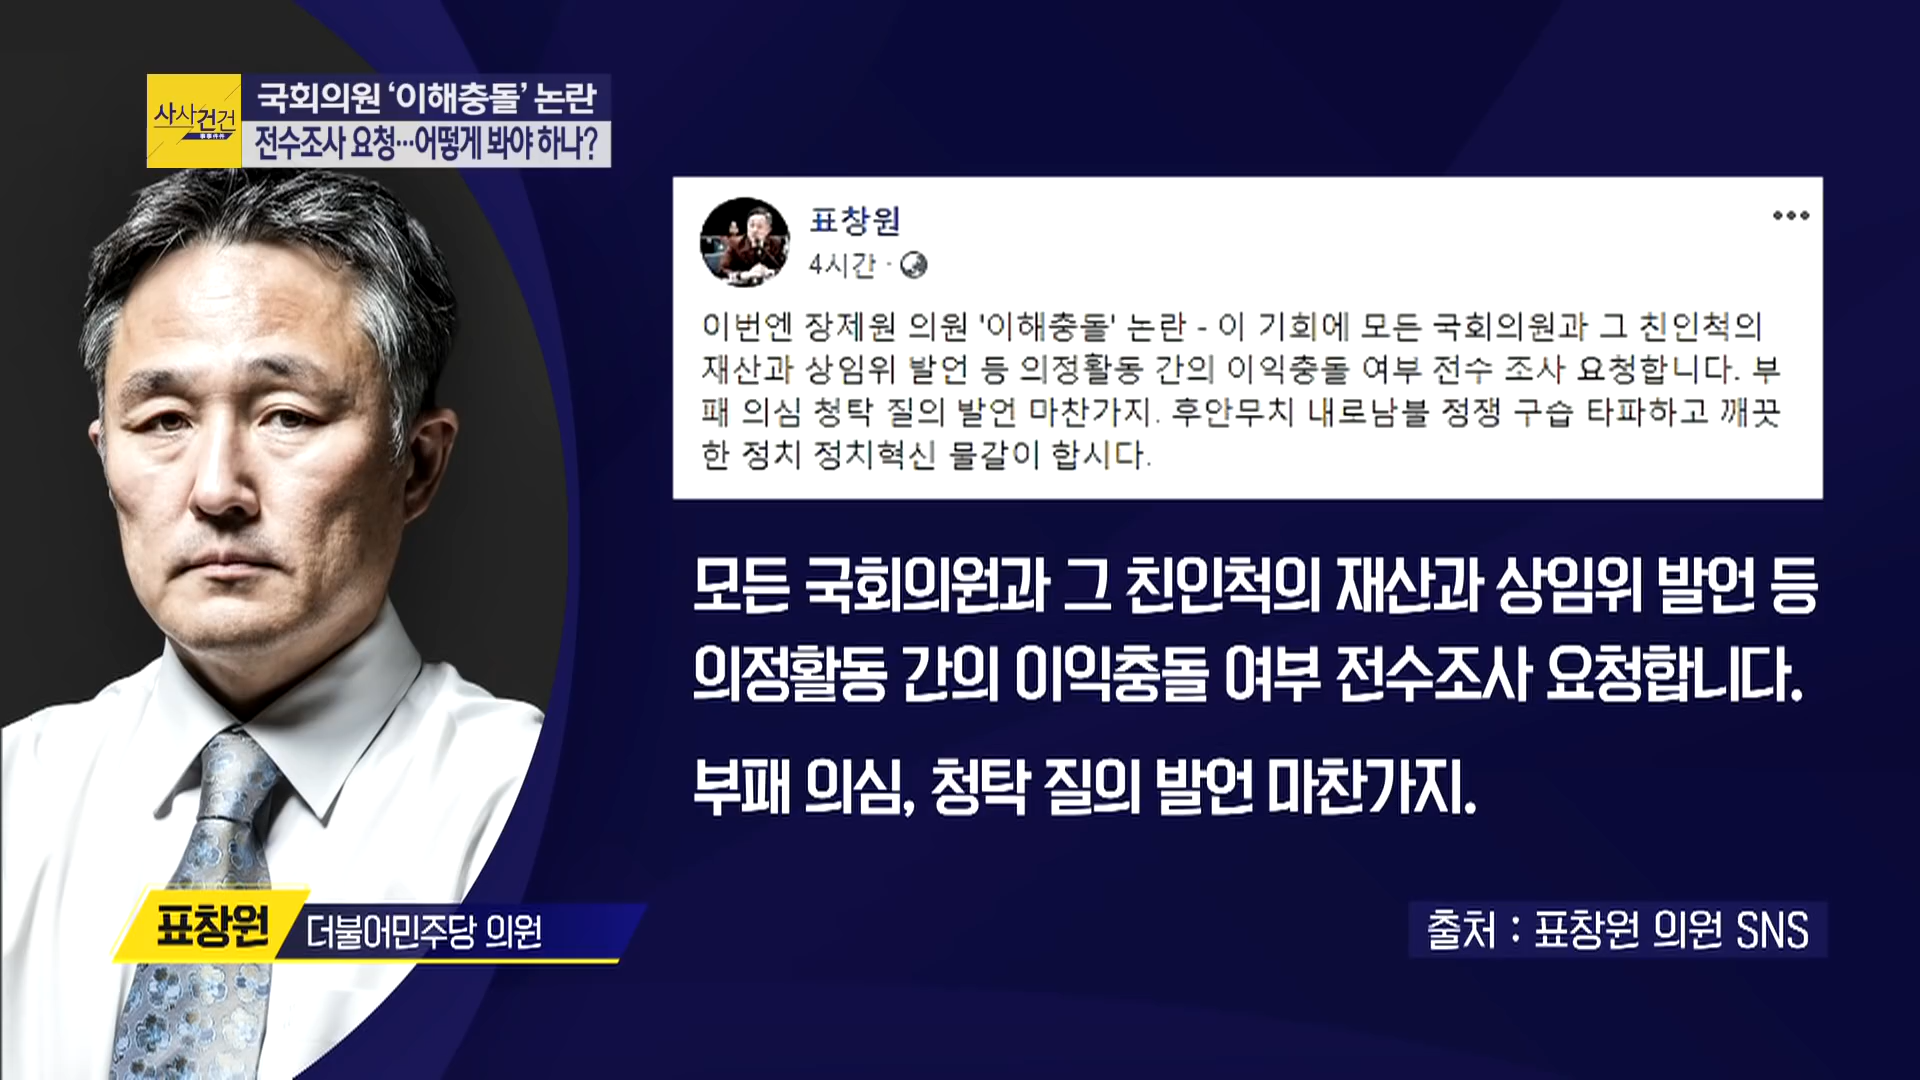 사사건건
事事件件
국회의원 ‘이해충돌’ 논란
전수조사 요청…어떻게 봐야 하나?
표창원
4시간 ·
이번엔 장제원 의원 '이해충돌' 논란 - 이 기회에 모든 국회의원과 그 친인척의
재산과 상임위 발언 등 의정활동 간의 이익충돌 여부 전수 조사 요청합니다. 부
패 의심 청탁 질의 발언 마찬가지. 후안무치 내로남불 정쟁 구습 타파하고 깨끗
한 정치 정치혁신 물갈이 합시다.
모든 국회의원과 그 친인척의 재산과 상임위 발언 등
의정활동 간의 이익충돌 여부 전수조사 요청합니다.
부패 의심, 청탁 질의 발언 마찬가지.
표창원 더불어민주당 의원
출처 : 표창원 의원 SNS